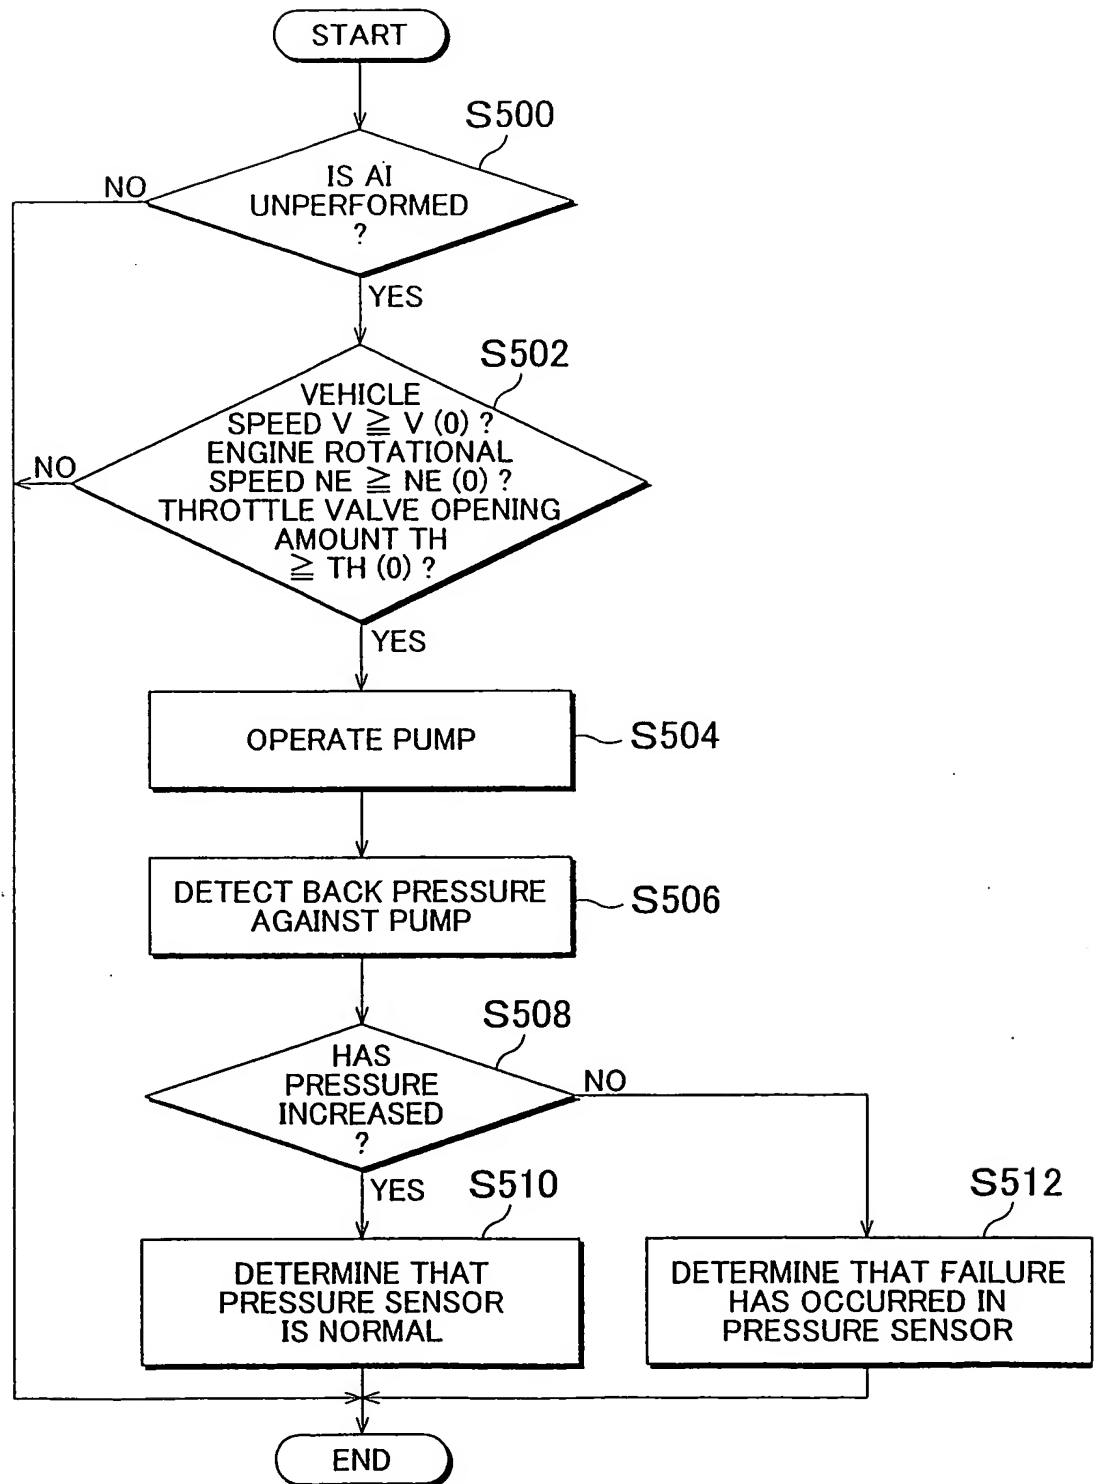 START
S500
IS AI
UNPERFORMED
?
NO
YES
S502
VEHICLE
SPEED V ≧ V (0) ?
ENGINE ROTATIONAL
SPEED NE ≧ NE (0) ?
THROTTLE VALVE OPENING
AMOUNT TH
≧ TH (0) ?
NO
YES
OPERATE PUMP
S504
DETECT BACK PRESSURE
AGAINST PUMP
S506
S508
HAS
PRESSURE
INCREASED
?
NO
YES
S510
DETERMINE THAT
PRESSURE SENSOR
IS NORMAL
S512
DETERMINE THAT FAILURE
HAS OCCURRED IN
PRESSURE SENSOR
END